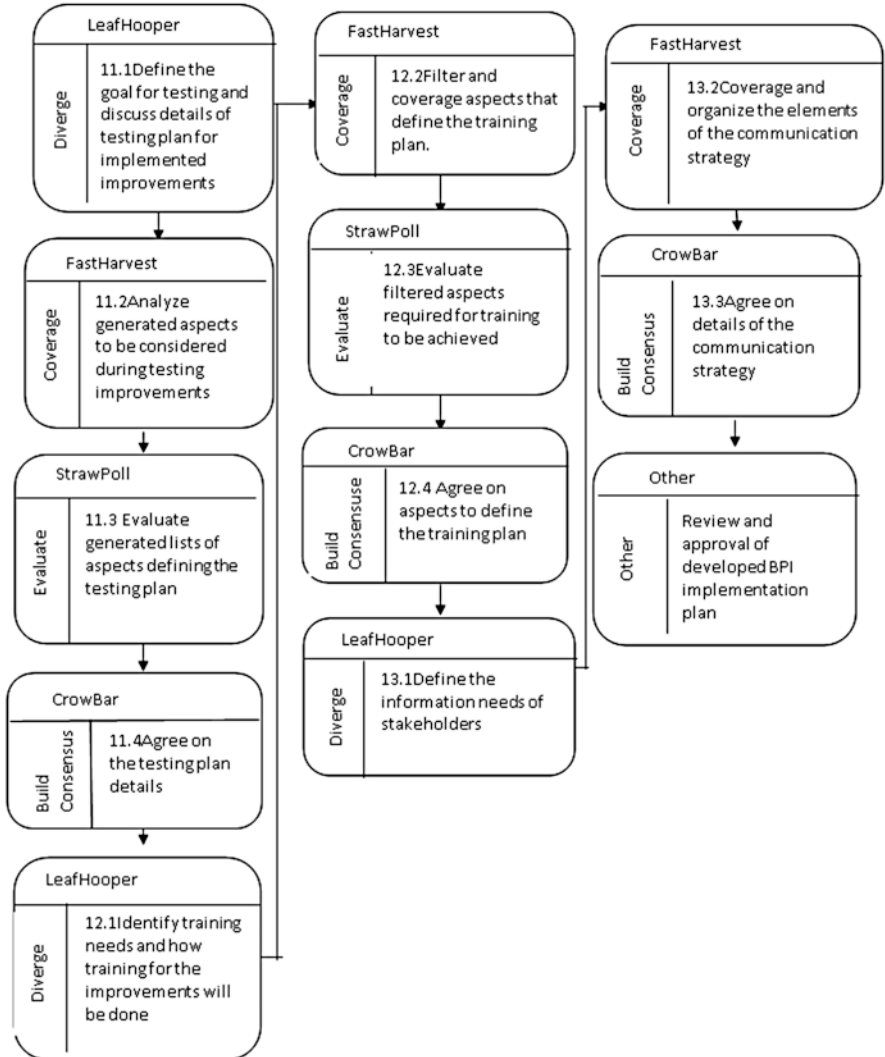 LeafHooper
Diverge
11.1Define the
goal for testing and
discuss details of
testing plan for
implemented
improvements
FastHarvest
Coverage
11.2Analyze
generated aspects
to be considered
during testing
improvements
StrawPoll
Evaluate
11.3 Evaluate
generated lists of
aspects defining the
testing plan
CrowBar
Build
Consensus
11.4Agree on
the testing plan
details
LeafHooper
Diverge
12.1Identify training
needs and how
training for the
improvements will
be done
FastHarvest
Coverage
12.2Filter and
coverage aspects that
define the training
plan.
StrawPoll
Evaluate
12.3Evaluate
filtered aspects
required for training
to be achieved
CrowBar
Build
Consensuse
12.4 Agree on
aspects to define
the training plan
LeafHooper
Diverge
13.1Define the
information needs of
stakeholders
FastHarvest
Coverage
13.2Coverage and
organize the elements
of the communication
strategy
CrowBar
Build
Consensus
13.3Agree on
details of the
communication
strategy
Other
Other
Review and
approval of
developed BPI
implementation
plan